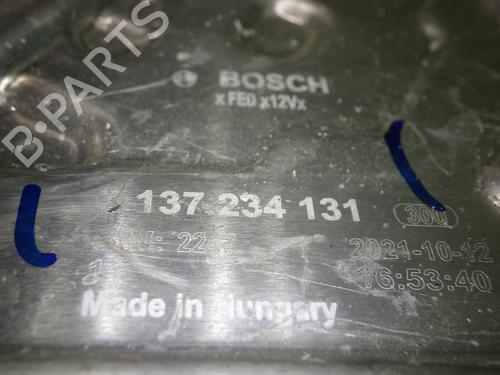 B-PARTS
BOSCH
x FED x12Vx
137 234 131
300
2021-10-12
16:53:40
Made in Hungary